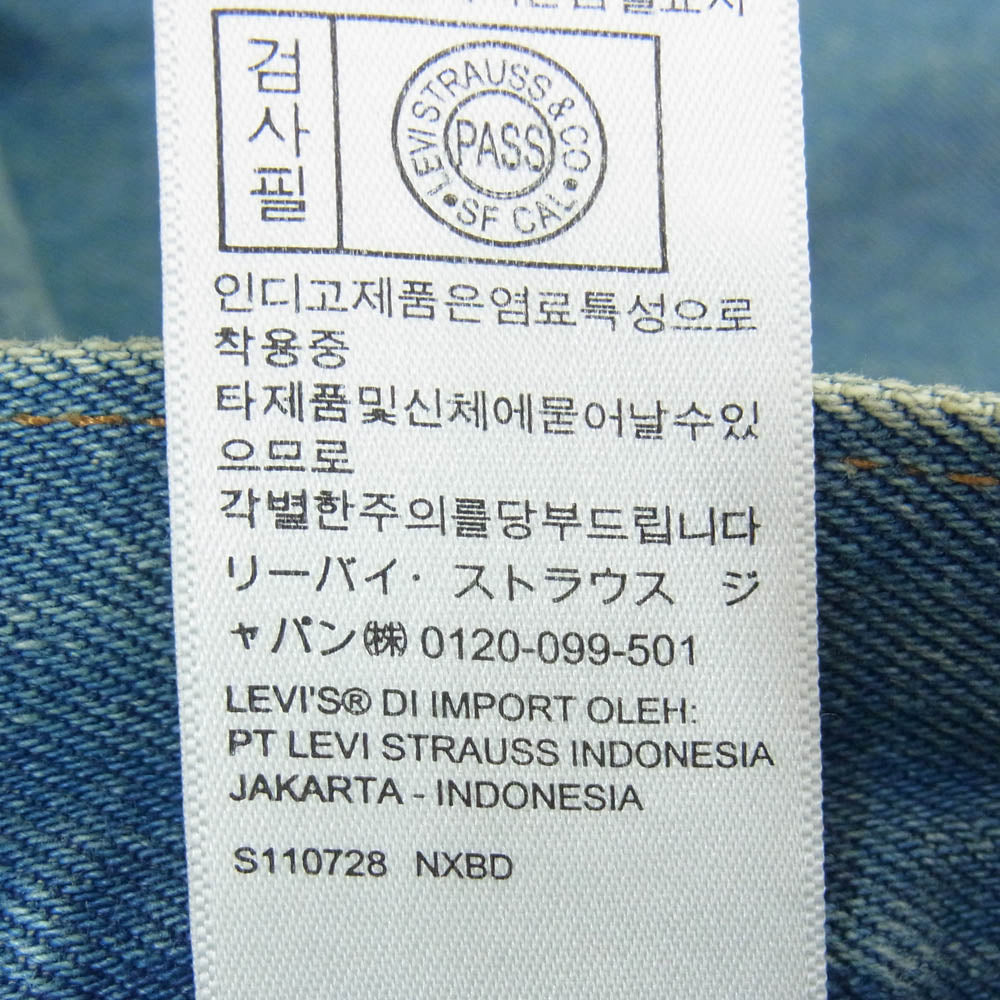 검사필
LEVI STRAUSS & CO
PASS
SF CAL
인디고제품은염료특성으로
착용중
타제품및신체에묻어날수있
으므로
각별한주의를당부드립니다
リーバイ・ストラウス ジ
ャパン㈱ 0120-099-501
LEVI'S® DI IMPORT OLEH:
PT LEVI STRAUSS INDONESIA
JAKARTA - INDONESIA
S110728 NXBD